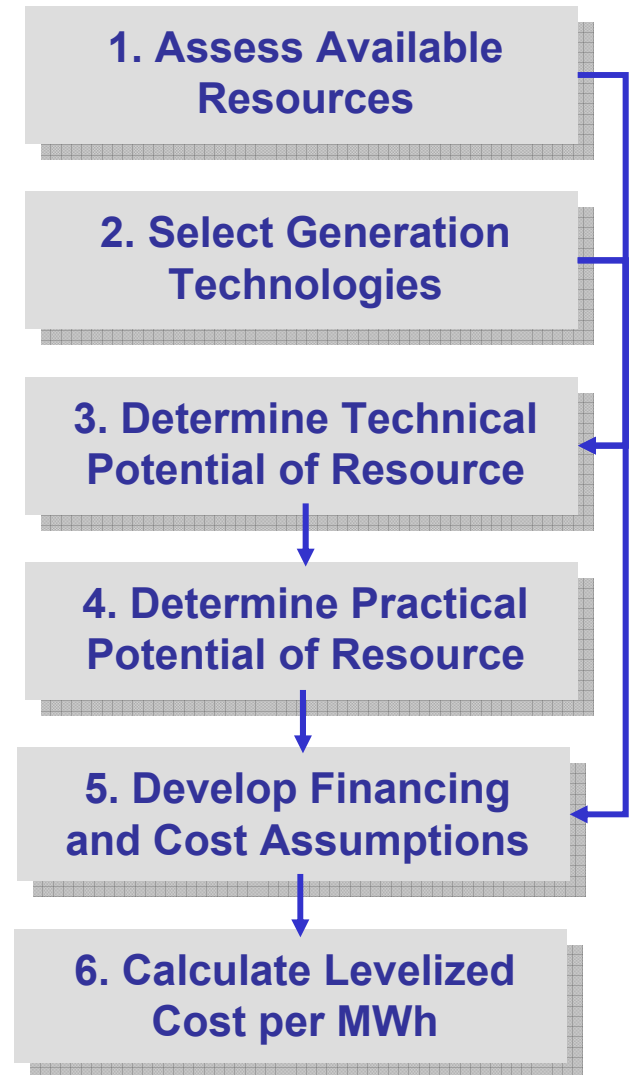 1. Assess Available
Resources
2. Select Generation
Technologies
3. Determine Technical
Potential of Resource
4. Determine Practical
Potential of Resource
5. Develop Financing
and Cost Assumptions
6. Calculate Levelized
Cost per MWh